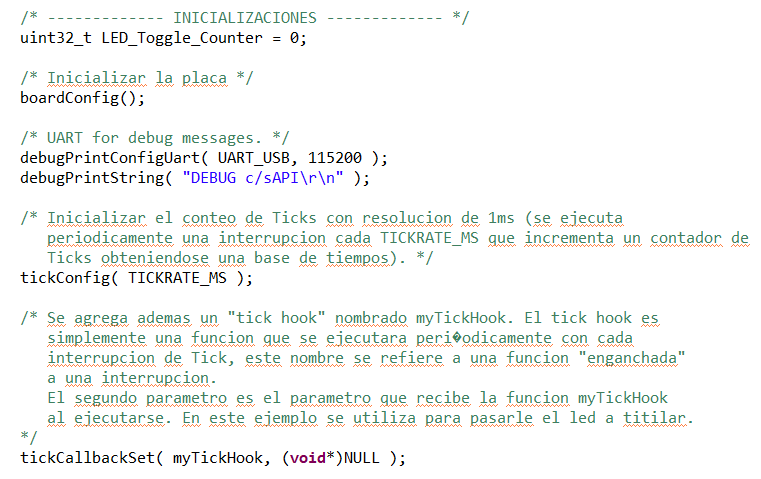 /* ------------- INICIALIZACIONES ------------- */
uint32_t LED_Toggle_Counter = 0;
/* Inicializar la placa */
boardConfig();
/* UART for debug messages. */
debugPrintConfigUart( UART_USB, 115200 );
debugPrintString( "DEBUG c/sAPI\r\n" );
/* Inicializar el conteo de Ticks con resolucion de 1ms (se ejecuta
periodicamente una interrupcion cada TICKRATE_MS que incrementa un contador de
Ticks obteniendose una base de tiempos). */
tickConfig( TICKRATE_MS );
/* Se agrega ademas un "tick hook" nombrado myTickHook. El tick hook es
simplemente una funcion que se ejecutara peri�odicamente con cada
interrupcion de Tick, este nombre se refiere a una funcion "enganchada"
a una interrupcion.
El segundo parametro es el parametro que recibe la funcion myTickHook
al ejecutarse. En este ejemplo se utiliza para pasarle el led a titilar.
*/
tickCallbackSet( myTickHook, (void*)NULL );